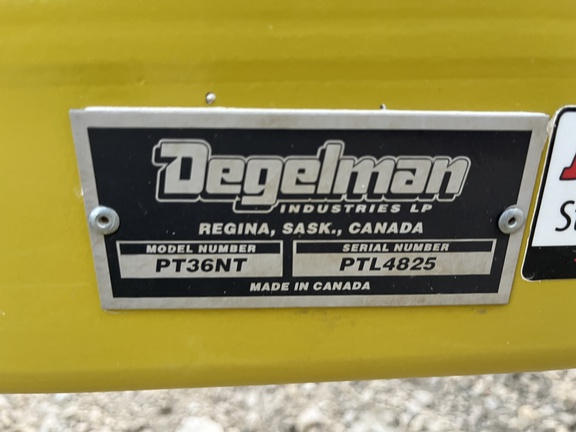 Degelman
INDUSTRIES LP
REGINA, SASK., CANADA
MODEL NUMBER SERIAL NUMBER
PT36NT PTL4825
MADE IN CANADA